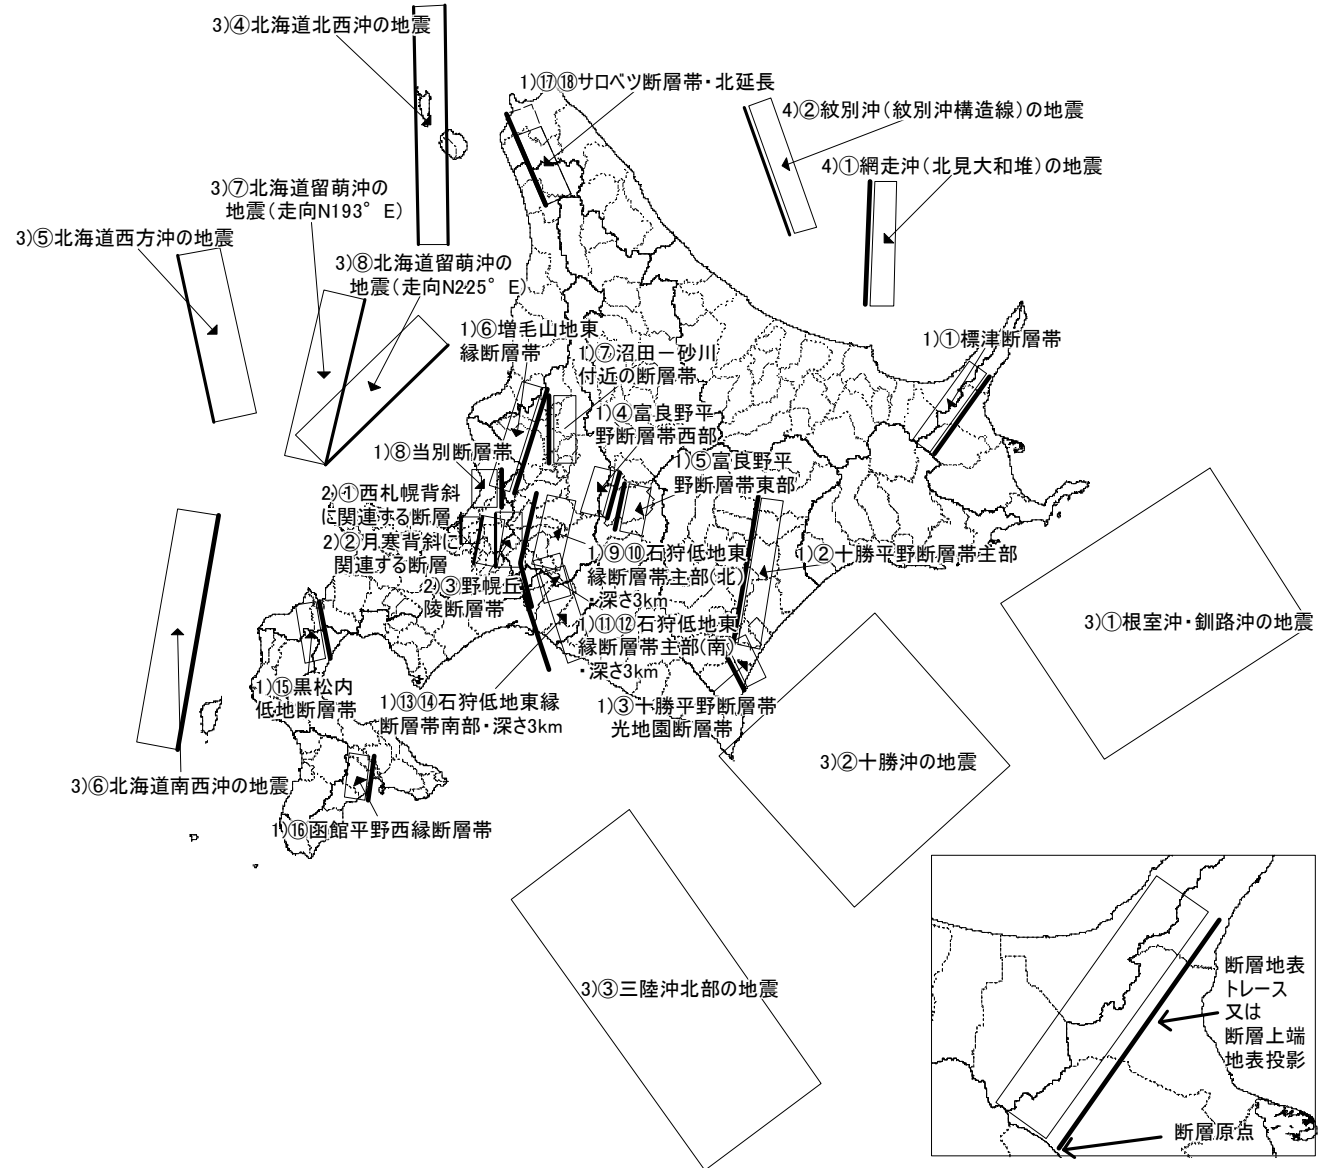 3)④北海道北西沖の地震
1)⑰⑱サロベツ断層帯・北延長
4)②紋別沖(紋別沖構造線)の地震
4)①網走沖(北見大和堆)の地震
3)⑦北海道留萌沖の
地震(走向N193°E)
3)⑤北海道西方沖の地震
3)⑧北海道留萌沖の
地震(走向N225°E)
1)⑥増毛山地東
縁断層帯
1)⑦沼田－砂川
付近の断層帯
1)①標津断層帯
1)④富良野平
野断層帯西部
1)⑧当別断層帯
1)⑤富良野平
野断層帯東部
2)①西札幌背斜
に関連する断層
2)②月寒背斜に
関連する断層
2)③野幌丘
陵断層帯
1)⑨⑩石狩低地東
縁断層帯主部(北)
・深さ3km
1)②十勝平野断層帯主部
1)⑪⑫石狩低地東
縁断層帯主部(南)
・深さ3km
3)①根室沖・釧路沖の地震
1)⑮黒松内
低地断層帯
1)⑬⑭石狩低地東縁
断層帯南部・深さ3km
1)③十勝平野断層帯
光地園断層帯
3)②十勝沖の地震
3)⑥北海道南西沖の地震
1)⑯函館平野西縁断層帯
3)③三陸沖北部の地震
断層地表
トレース
又は
断層上端
地表投影
断層原点